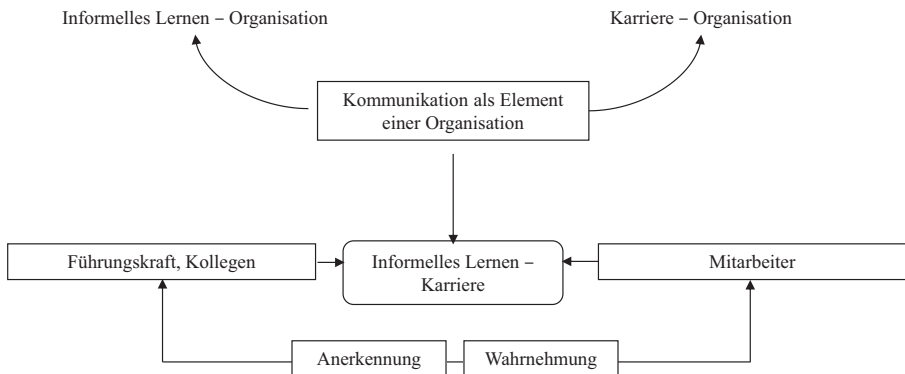 Informelles Lernen – Organisation
Karriere – Organisation
Kommunikation als Element
einer Organisation
Führungskraft, Kollegen
Informelles Lernen –
Karriere
Mitarbeiter
Anerkennung
Wahrnehmung